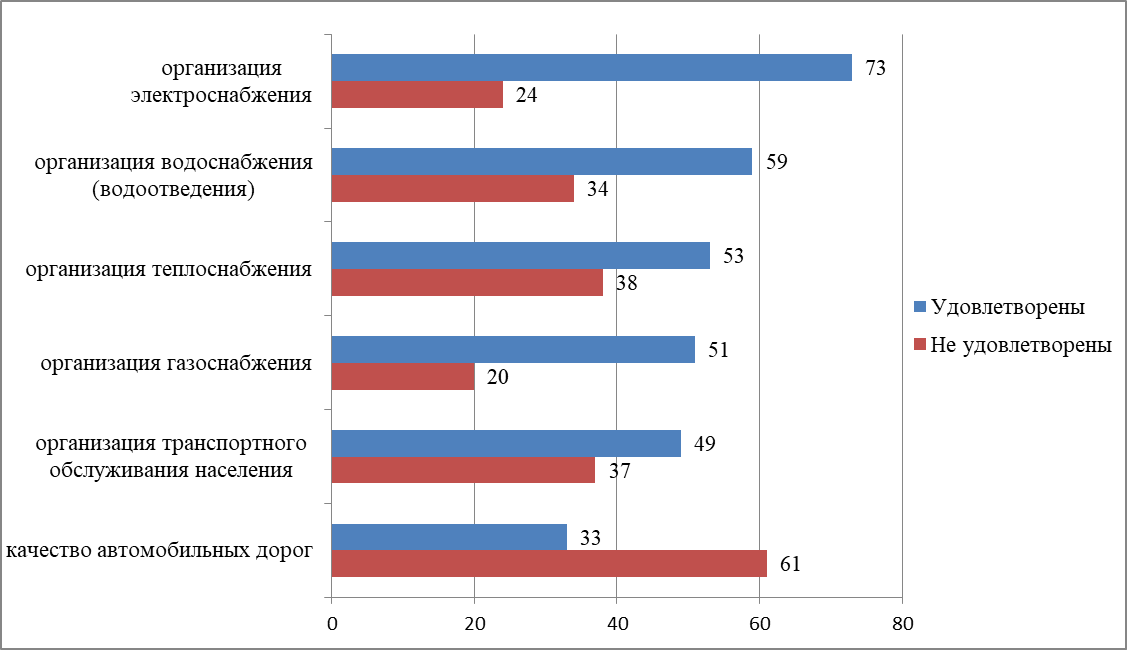 организация
электроснабжения
73
24
организация водоснабжения
(водоотведения)
59
34
организация теплоснабжения
53
38
организация газоснабжения
51
20
организация транспортного
обслуживания населения
49
37
качество автомобильных дорог
33
61
0
20
40
60
80
Удовлетворены
Не удовлетворены